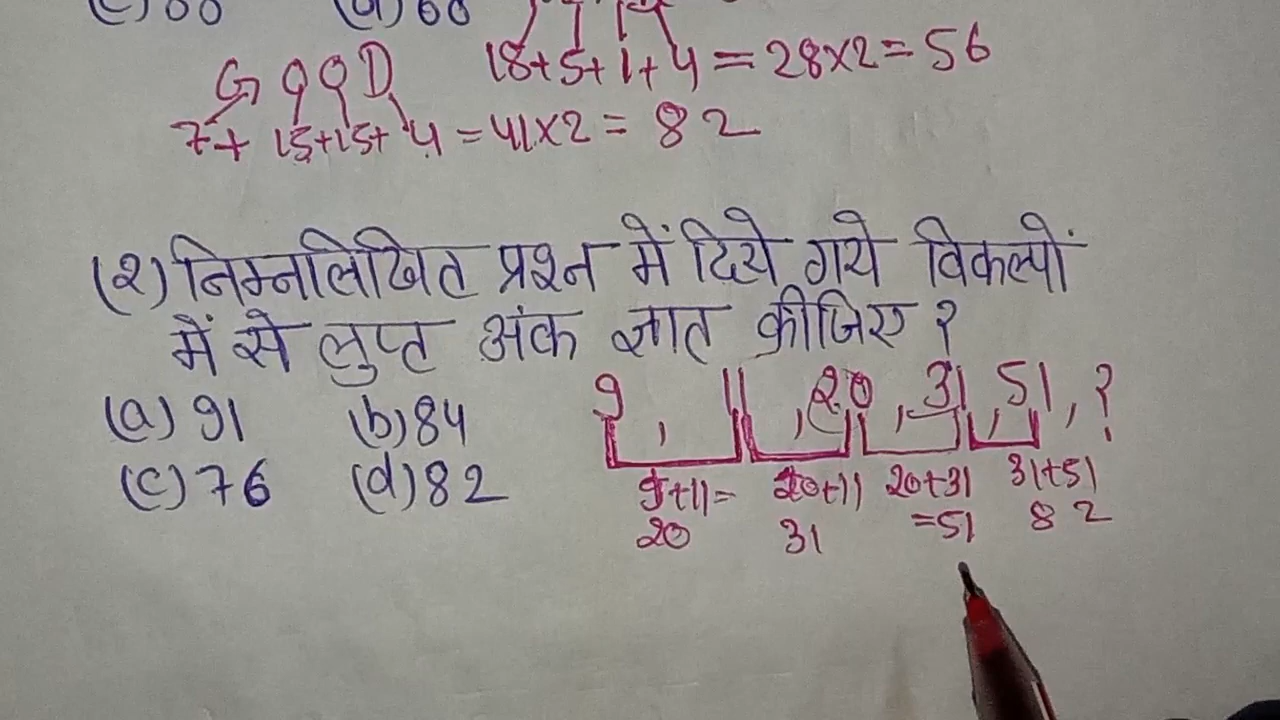 18+5+1+4=28×2=56
GOOD
7+15+15+4=41×2=82
(२) निम्नलिखित प्रश्न में दिये गये विकल्पों
में से लुप्त अंक ज्ञात कीजिए ?
(a) 91 (b) 84
(c) 76 (d) 82
9, 11, 20, 31, 51, ?
9+11= 20+11 20+31 31+51
20 31 =51 82